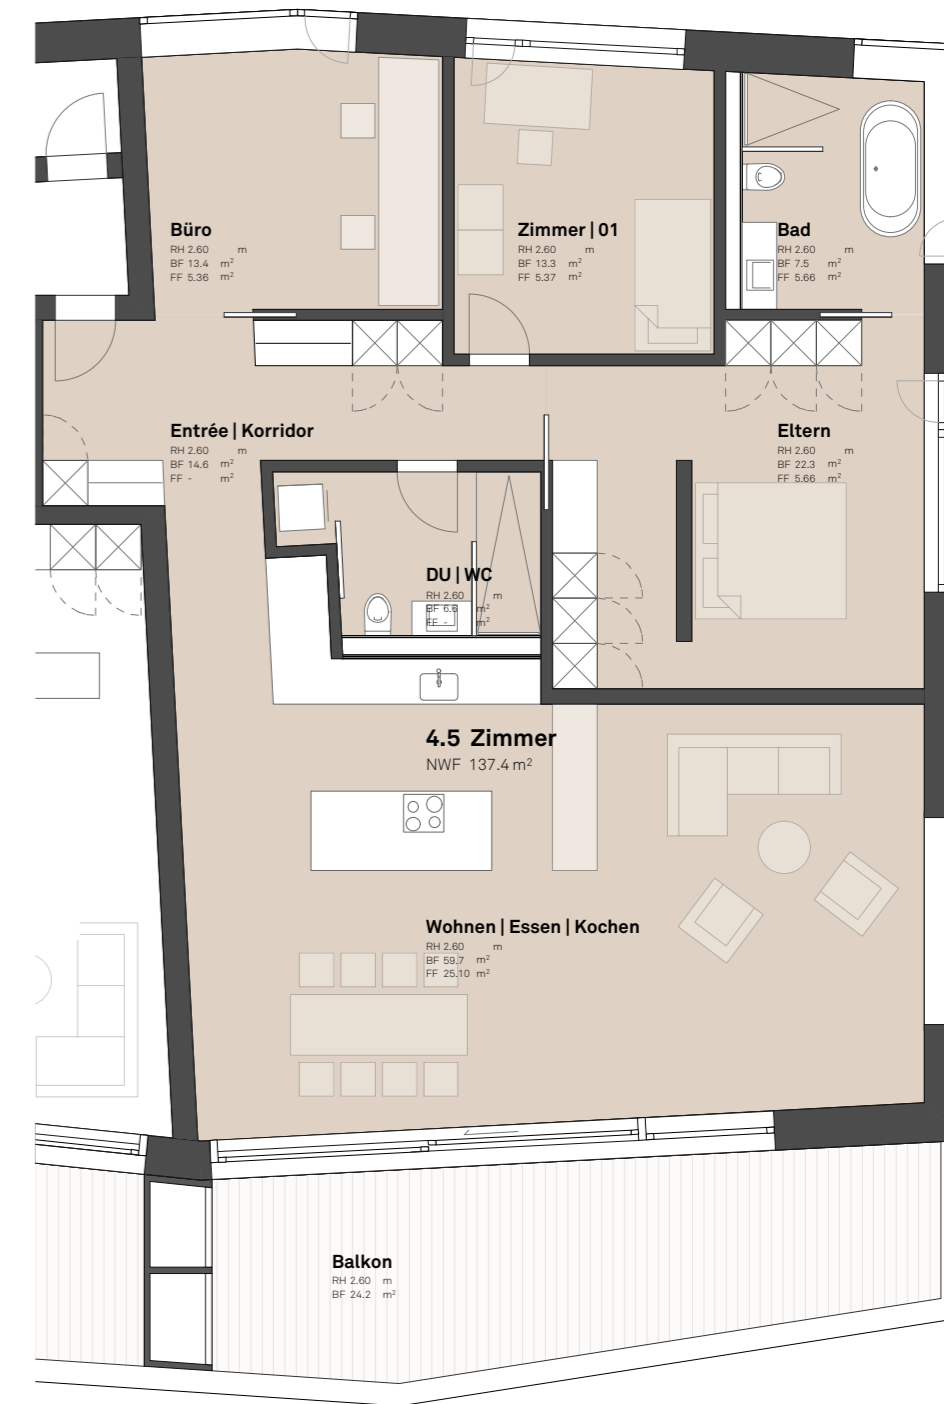 Büro
RH 2.60 m
BF 13.4 m²
FF 5.36 m²
Zimmer | 01
RH 2.60 m
BF 13.3 m²
FF 5.37 m²
Bad
RH 2.60 m
BF 7.5 m²
FF 5.66 m²
Entrée | Korridor
RH 2.60 m
BF 14.6 m²
FF - m²
Eltern
RH 2.60 m
BF 22.3 m²
FF 5.66 m²
DU | WC
RH 2.60 m
BF 6.6 m²
FF - m²
4.5 Zimmer
NWF 137.4 m²
Wohnen | Essen | Kochen
RH 2.60 m
BF 59.7 m²
FF 25.10 m²
Balkon
RH 2.60 m
BF 24.2 m²